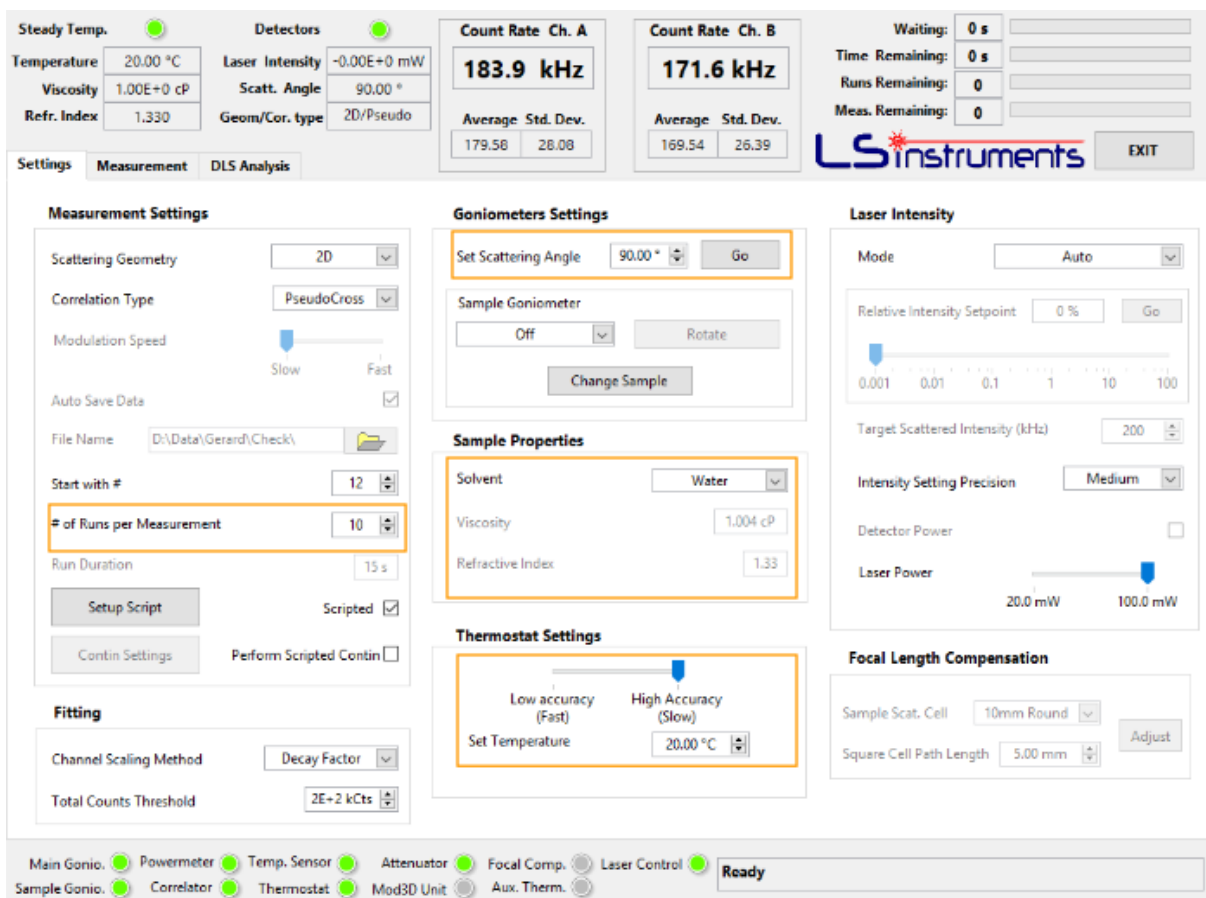 Steady Temp.
Detectors
Temperature 20.00 °C
Laser Intensity -0.00E+0 mW
Viscosity 1.00E+0 cP
Scatt. Angle 90.00 °
Refr. Index 1.330
Geom/Cor. type 2D/Pseudo
Count Rate Ch. A
183.9 kHz
Average Std. Dev.
179.58 28.08
Count Rate Ch. B
171.6 kHz
Average Std. Dev.
169.54 26.39
Waiting: 0 s
Time Remaining: 0 s
Runs Remaining: 0
Meas. Remaining: 0
LSinstruments
EXIT
Settings Measurement DLS Analysis
Measurement Settings
Scattering Geometry 2D
Correlation Type PseudoCross
Modulation Speed
Slow Fast
Auto Save Data
File Name D:\Data\Gerard\Check\
Start with # 12
# of Runs per Measurement 10
Run Duration 15 s
Setup Script Scripted
Contin Settings Perform Scripted Contin
Fitting
Channel Scaling Method Decay Factor
Total Counts Threshold 2E+2 kCts
Goniometers Settings
Set Scattering Angle 90.00 ° Go
Sample Goniometer
Off Rotate
Change Sample
Sample Properties
Solvent Water
Viscosity 1.004 cP
Refractive Index 1.33
Thermostat Settings
Low accuracy High Accuracy
(Fast) (Slow)
Set Temperature 20.00 °C
Laser Intensity
Mode Auto
Relative Intensity Setpoint 0 % Go
0.001 0.01 0.1 1 10 100
Target Scattered Intensity (kHz) 200
Intensity Setting Precision Medium
Detector Power
Laser Power
20.0 mW 100.0 mW
Focal Length Compensation
Sample Scat. Cell 10mm Round
Adjust
Square Cell Path Length 5.00 mm
Main Gonio. Powermeter Temp. Sensor Attenuator Focal Comp. Laser Control
Sample Gonio. Correlator Thermostat Mod3D Unit Aux. Therm.
Ready